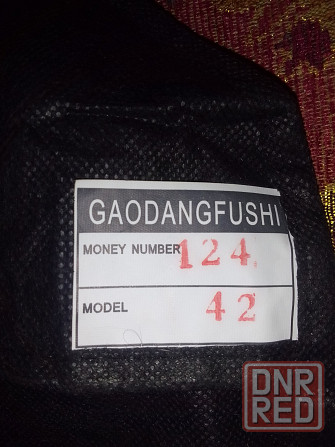 GAODANGFUSHI
MONEY NUMBER 124
MODEL 42
DNR
RED